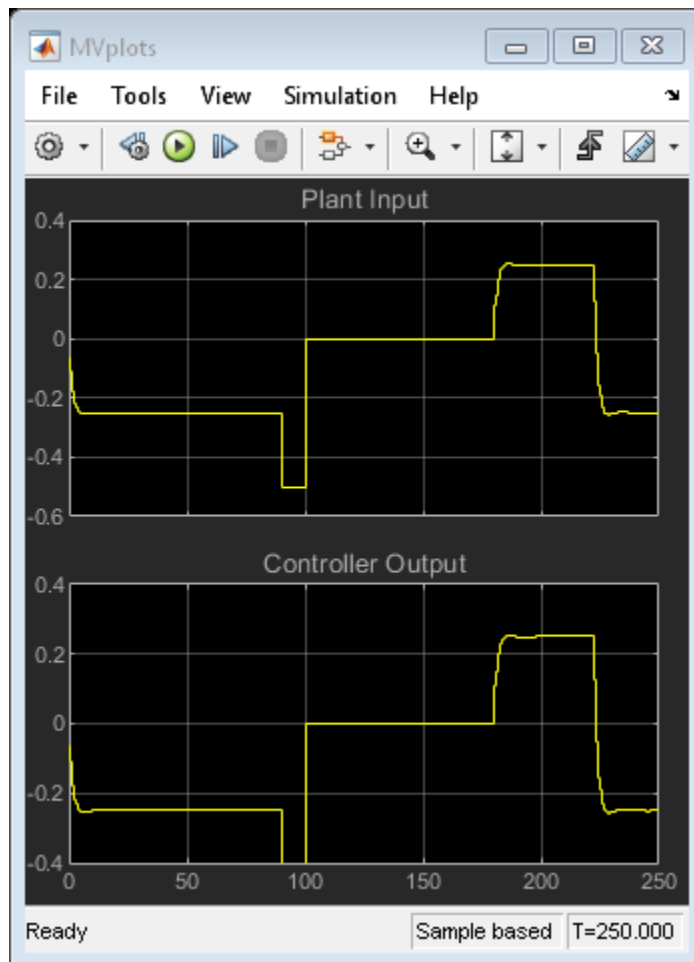 MVplots
File Tools View Simulation Help
Plant Input
0.4
0.2
0
-0.2
-0.4
-0.6
Controller Output
0.4
0.2
0
-0.2
-0.4
0 50 100 150 200 250
Ready Sample based T=250.000